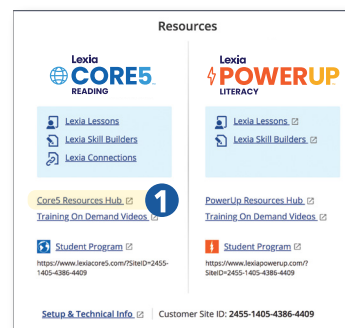 Resources
Lexia
CORE5
READING
Lexia Lessons
Lexia Skill Builders
Lexia Connections
Core5 Resources Hub
1
Training On Demand Videos
Student Program
https://www.lexiacore5.com/?SiteID=2455-
1405-4386-4409
Lexia
POWERUP
LITERACY
Lexia Lessons
Lexia Skill Builders
PowerUp Resources Hub
Training On Demand Videos
Student Program
https://www.lexiapowerup.com/?
SiteID=2455-1405-4386-4409
Setup & Technical Info
Customer Site ID: 2455-1405-4386-4409